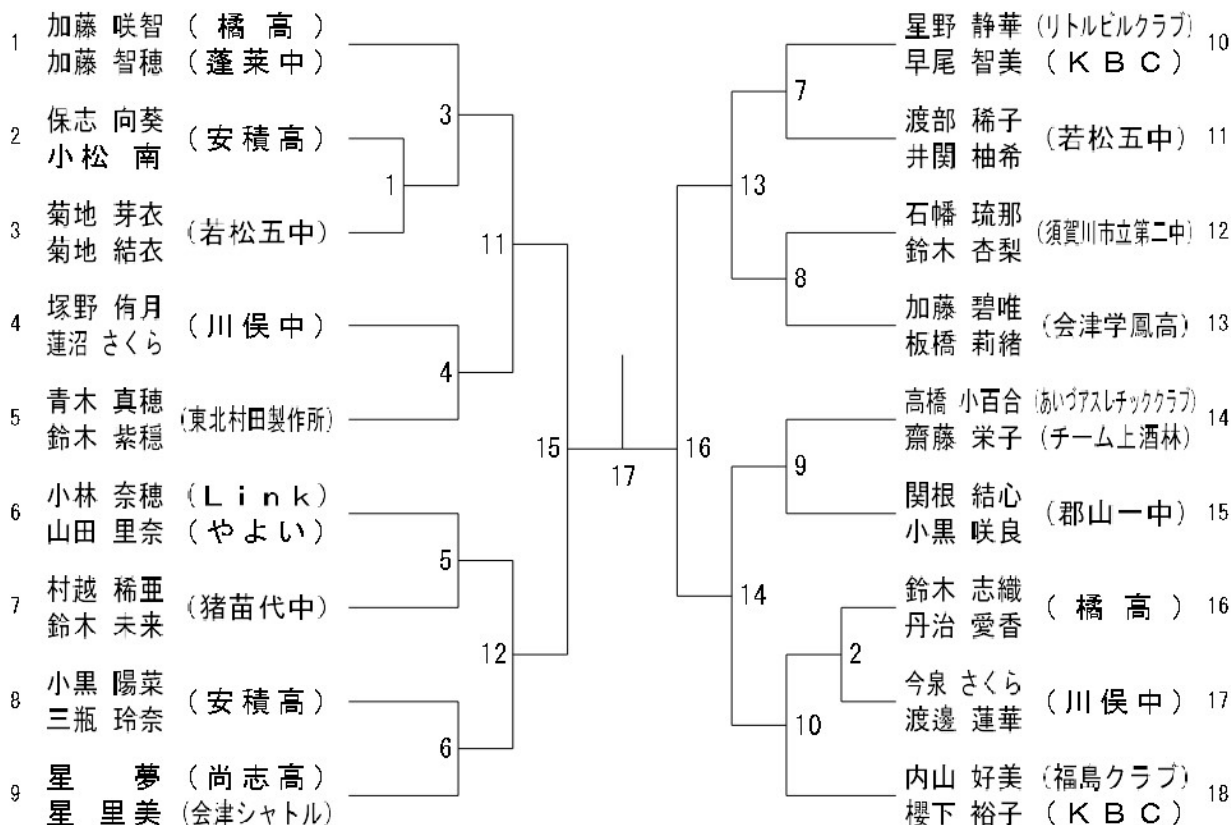 1 加藤 咲智 (橘高)
加藤 智穂 (蓬莱中)
2 保志 向葵 (安積高)
小松 南
3 菊地 芽衣 (若松五中)
菊地 結衣
4 塚野 侑月 (川俣中)
蓮沼 さくら
5 青木 真穂 (東北村田製作所)
鈴木 紫穏
6 小林 奈穂 (Link)
山田 里奈 (やよい)
7 村越 稀亜 (猪苗代中)
鈴木 未来
8 小黒 陽菜 (安積高)
三瓶 玲奈
9 星 夢 (尚志高)
星 里美 (会津シャトル)
3
1
11
4
15
5
12
6
17
16
7
13
8
9
14
2
10
星野 静華 (リトルビルクラブ) 10
早尾 智美 (KBC)
渡部 稀子 (若松五中) 11
井関 柚希
石幡 琉那 (須賀川市立第二中) 12
鈴木 杏梨
加藤 碧唯 (会津学鳳高) 13
板橋 莉緒
高橋 小百合 (あいづアスレチッククラブ) 14
齋藤 栄子 (チーム上酒林)
関根 結心 (郡山一中) 15
小黒 咲良
鈴木 志織 (橘高) 16
丹治 愛香
今泉 さくら (川俣中) 17
渡邊 蓮華
内山 好美 (福島クラブ) 18
櫻下 裕子 (KBC)